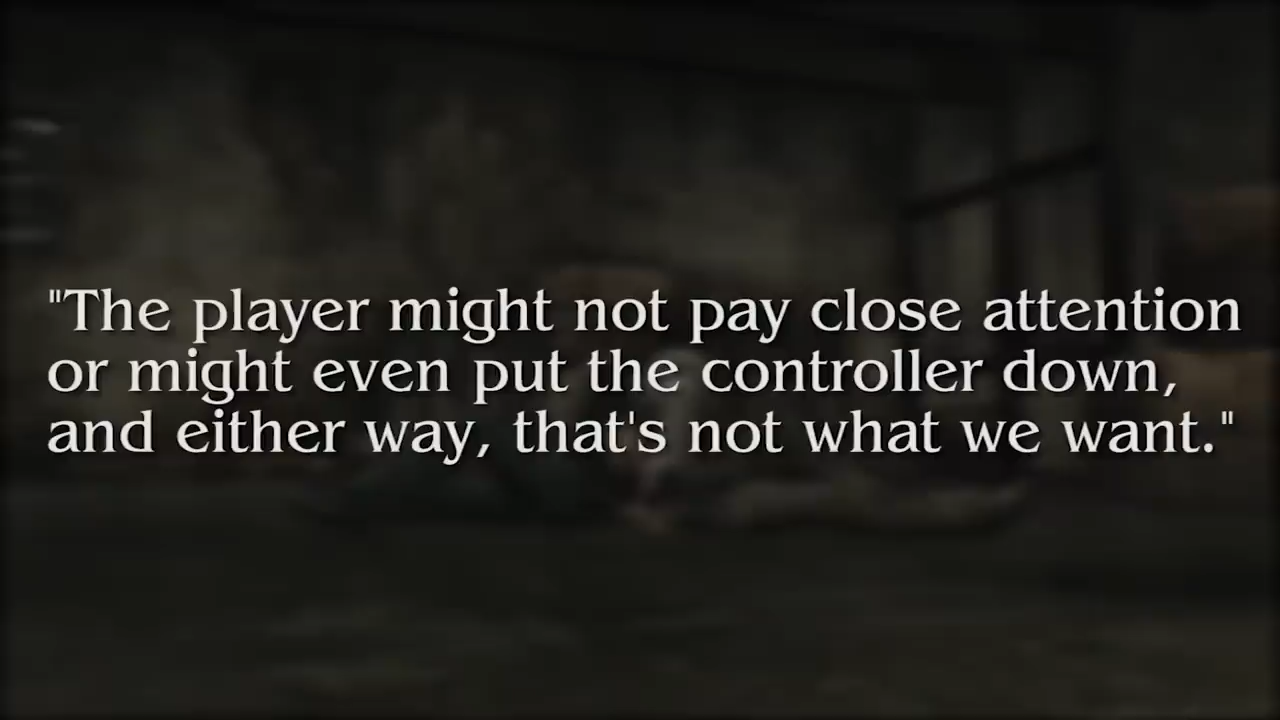 "The player might not pay close attention
or might even put the controller down,
and either way, that's not what we want."